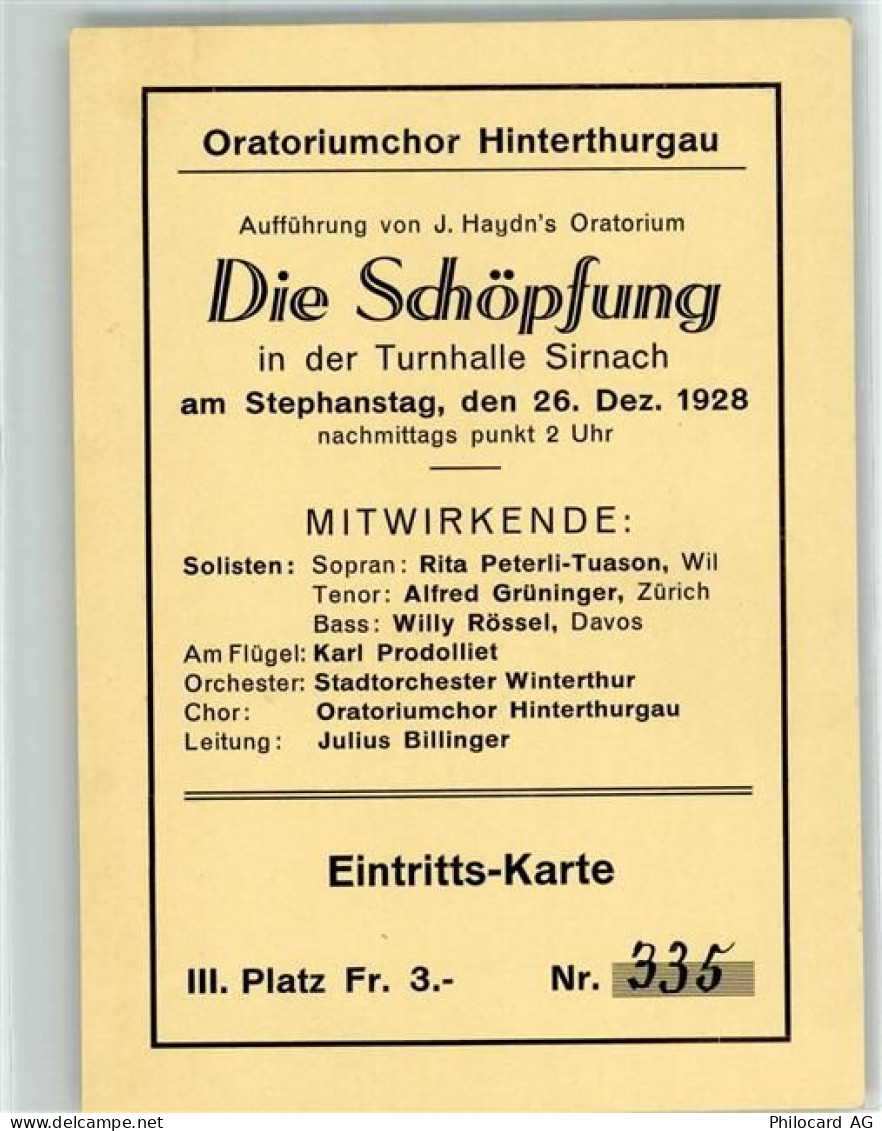 Oratoriumchor Hinterthurgau
Aufführung von J. Haydn's Oratorium
Die Schöpfung
in der Turnhalle Sirnach
am Stephanstag, den 26. Dez. 1928
nachmittags punkt 2 Uhr
MITWIRKENDE:
Solisten: Sopran: Rita Peterli-Tuason, Wil
Tenor: Alfred Grüninger, Zürich
Bass: Willy Rössel, Davos
Am Flügel: Karl Prodolliet
Orchester: Stadtorchester Winterthur
Chor: Oratoriumchor Hinterthurgau
Leitung: Julius Billinger
Eintritts-Karte
III. Platz Fr. 3.- Nr. 335
www.delcampe.net
Philocard AG